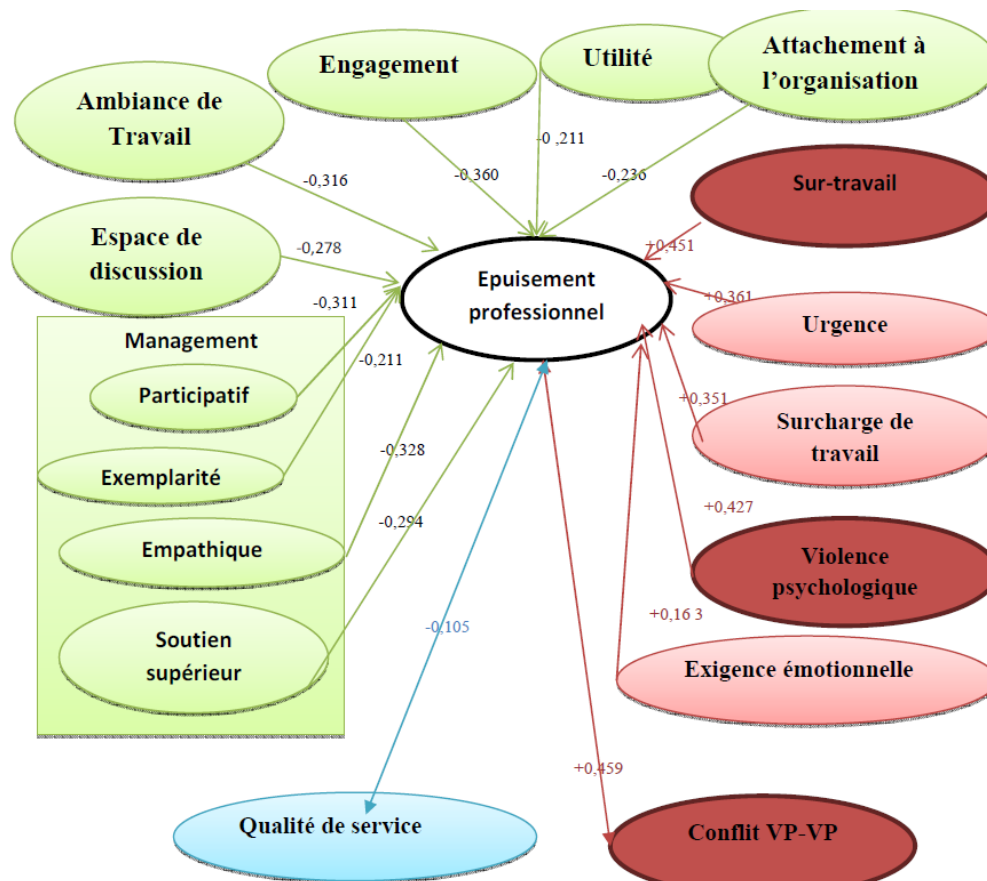 Engagement
Utilité
Attachement à
l'organisation
Ambiance de
Travail
-0 ,211
-0,316
-0,360
-0,236
Sur-travail
Espace de
discussion
-0,278
+0,451
Epuisement
professionnel
-0,311
+0,361
Urgence
Management
-0,211
Participatif
+0,351
Surcharge de
travail
-0,328
Exemplarité
+0,427
-0,294
Empathique
Violence
psychologique
-0,105
+0,16 3
Soutien
supérieur
Exigence émotionnelle
+0,459
Qualité de service
Conflit VP-VP